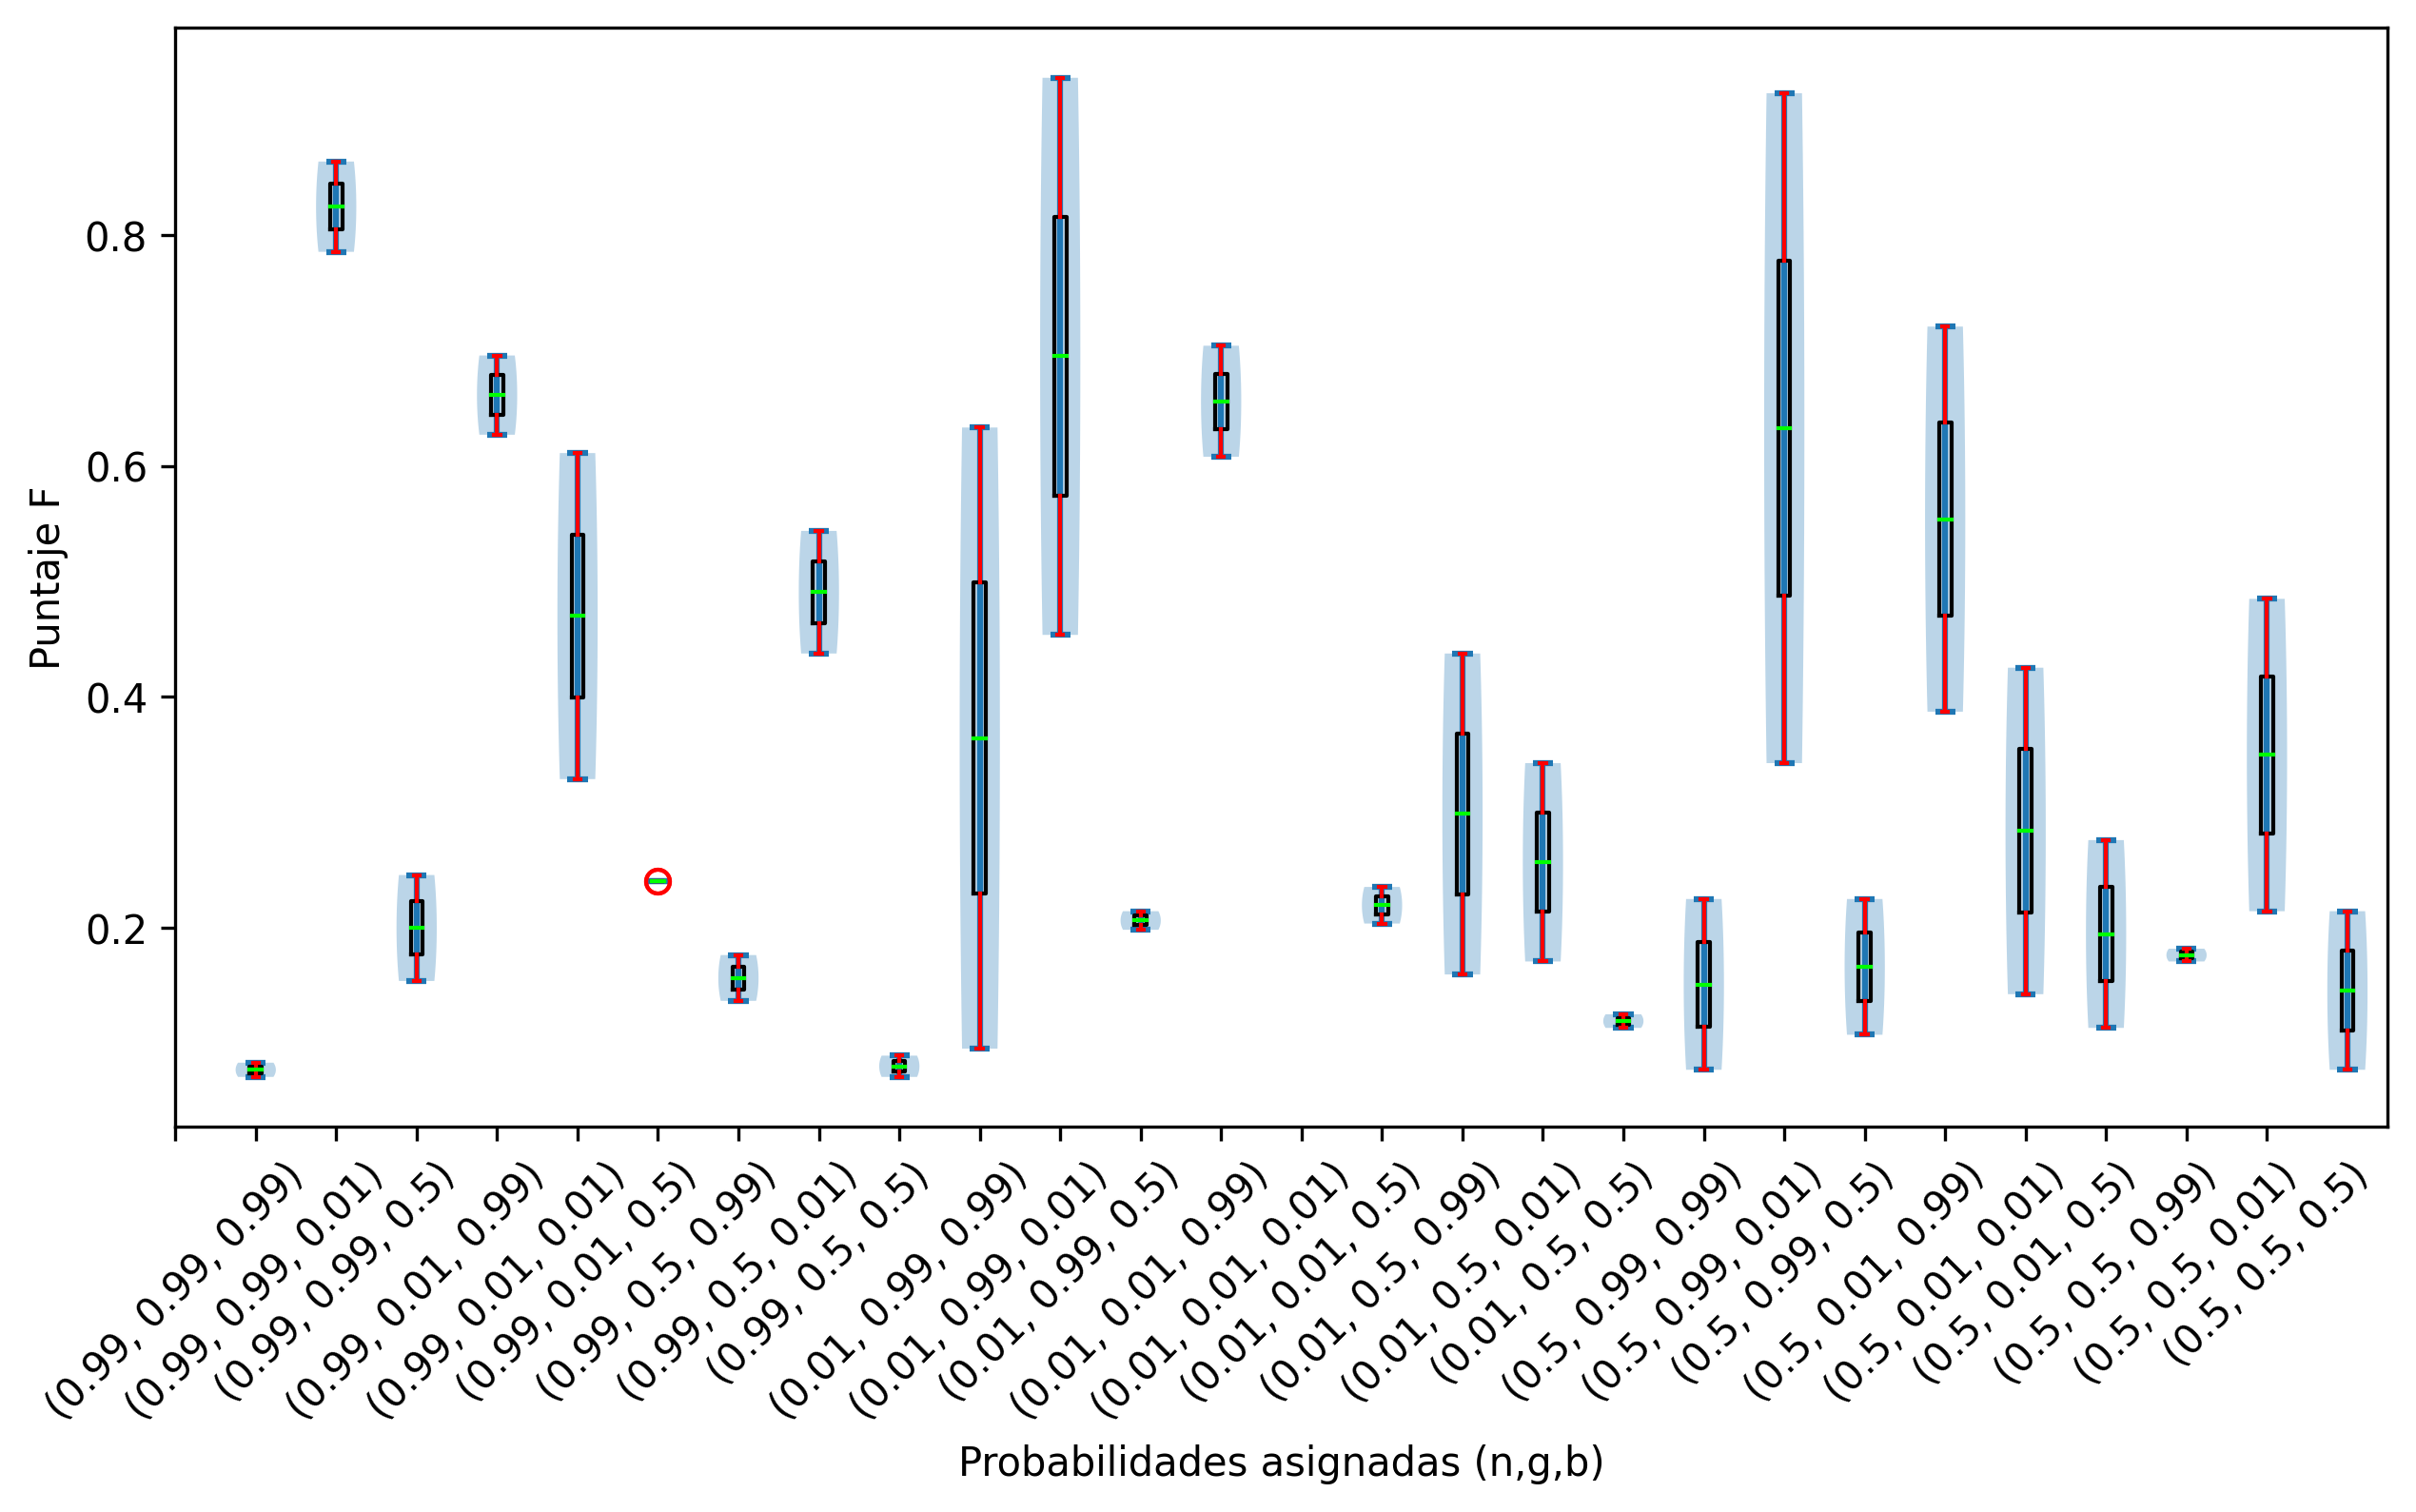 Puntaje F
0.8
0.6
0.4
0.2
(0.99, 0.99, 0.99)
(0.99, 0.99, 0.01)
(0.99, 0.99, 0.5)
(0.99, 0.01, 0.99)
(0.99, 0.01, 0.01)
(0.99, 0.01, 0.5)
(0.99, 0.5, 0.99)
(0.99, 0.5, 0.01)
(0.99, 0.5, 0.5)
(0.01, 0.99, 0.99)
(0.01, 0.99, 0.01)
(0.01, 0.99, 0.5)
(0.01, 0.01, 0.99)
(0.01, 0.01, 0.01)
(0.01, 0.01, 0.5)
(0.01, 0.5, 0.99)
(0.01, 0.5, 0.01)
(0.01, 0.5, 0.5)
(0.5, 0.99, 0.99)
(0.5, 0.99, 0.01)
(0.5, 0.99, 0.5)
(0.5, 0.01, 0.99)
(0.5, 0.01, 0.01)
(0.5, 0.01, 0.5)
(0.5, 0.5, 0.99)
(0.5, 0.5, 0.01)
(0.5, 0.5, 0.5)
Probabilidades asignadas (n,g,b)